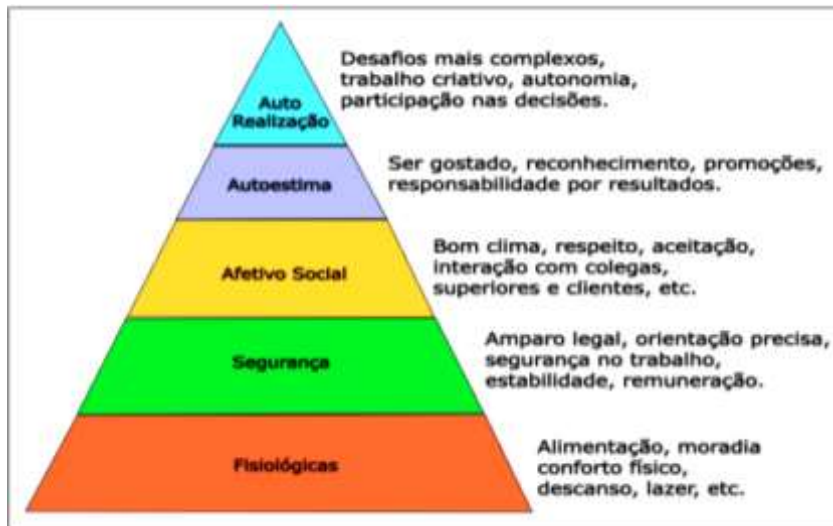 Desafios mais complexos,
trabalho criativo, autonomia,
participação nas decisões.
Auto
Realização
Ser gostado, reconhecimento, promoções,
responsabilidade por resultados.
Autoestima
Bom clima, respeito, aceitação,
interação com colegas,
superiores e clientes, etc.
Afetivo Social
Amparo legal, orientação precisa,
segurança no trabalho,
estabilidade, remuneração.
Segurança
Alimentação, moradia
conforto físico,
descanso, lazer, etc.
Fisiológicas